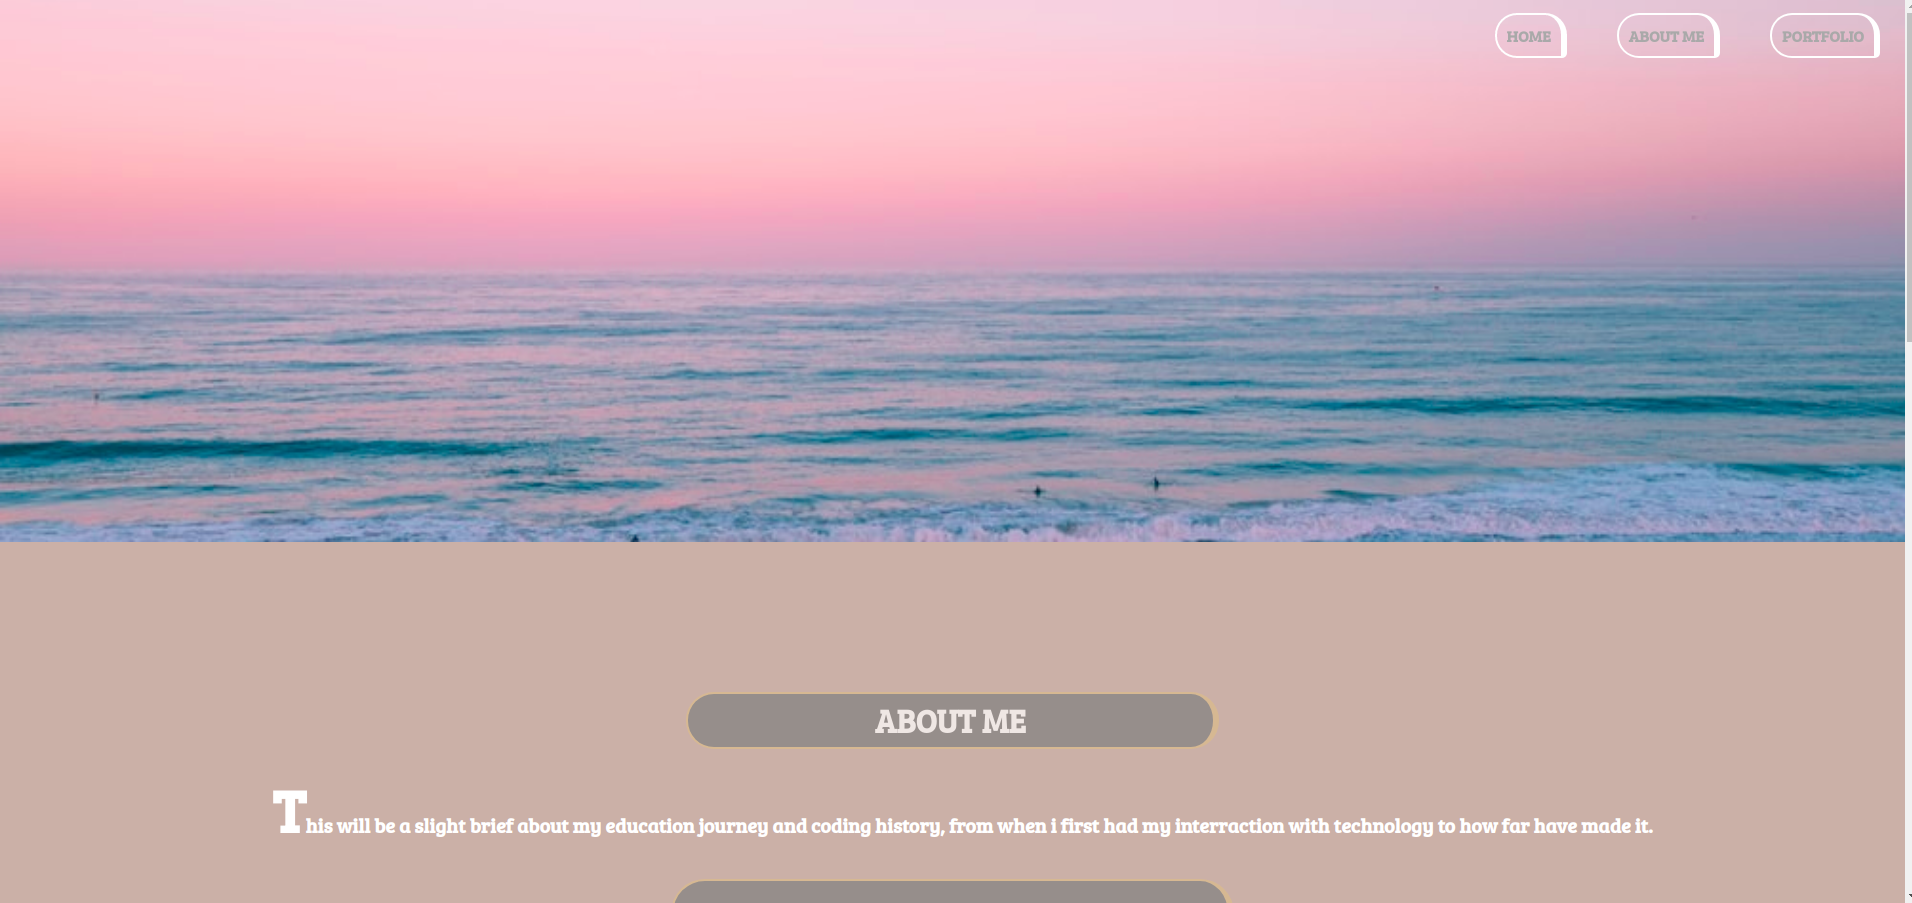 HOME ABOUT ME PORTFOLIO
ABOUT ME
This will be a slight brief about my education journey and coding history, from when i first had my interraction with technology to how far have made it.